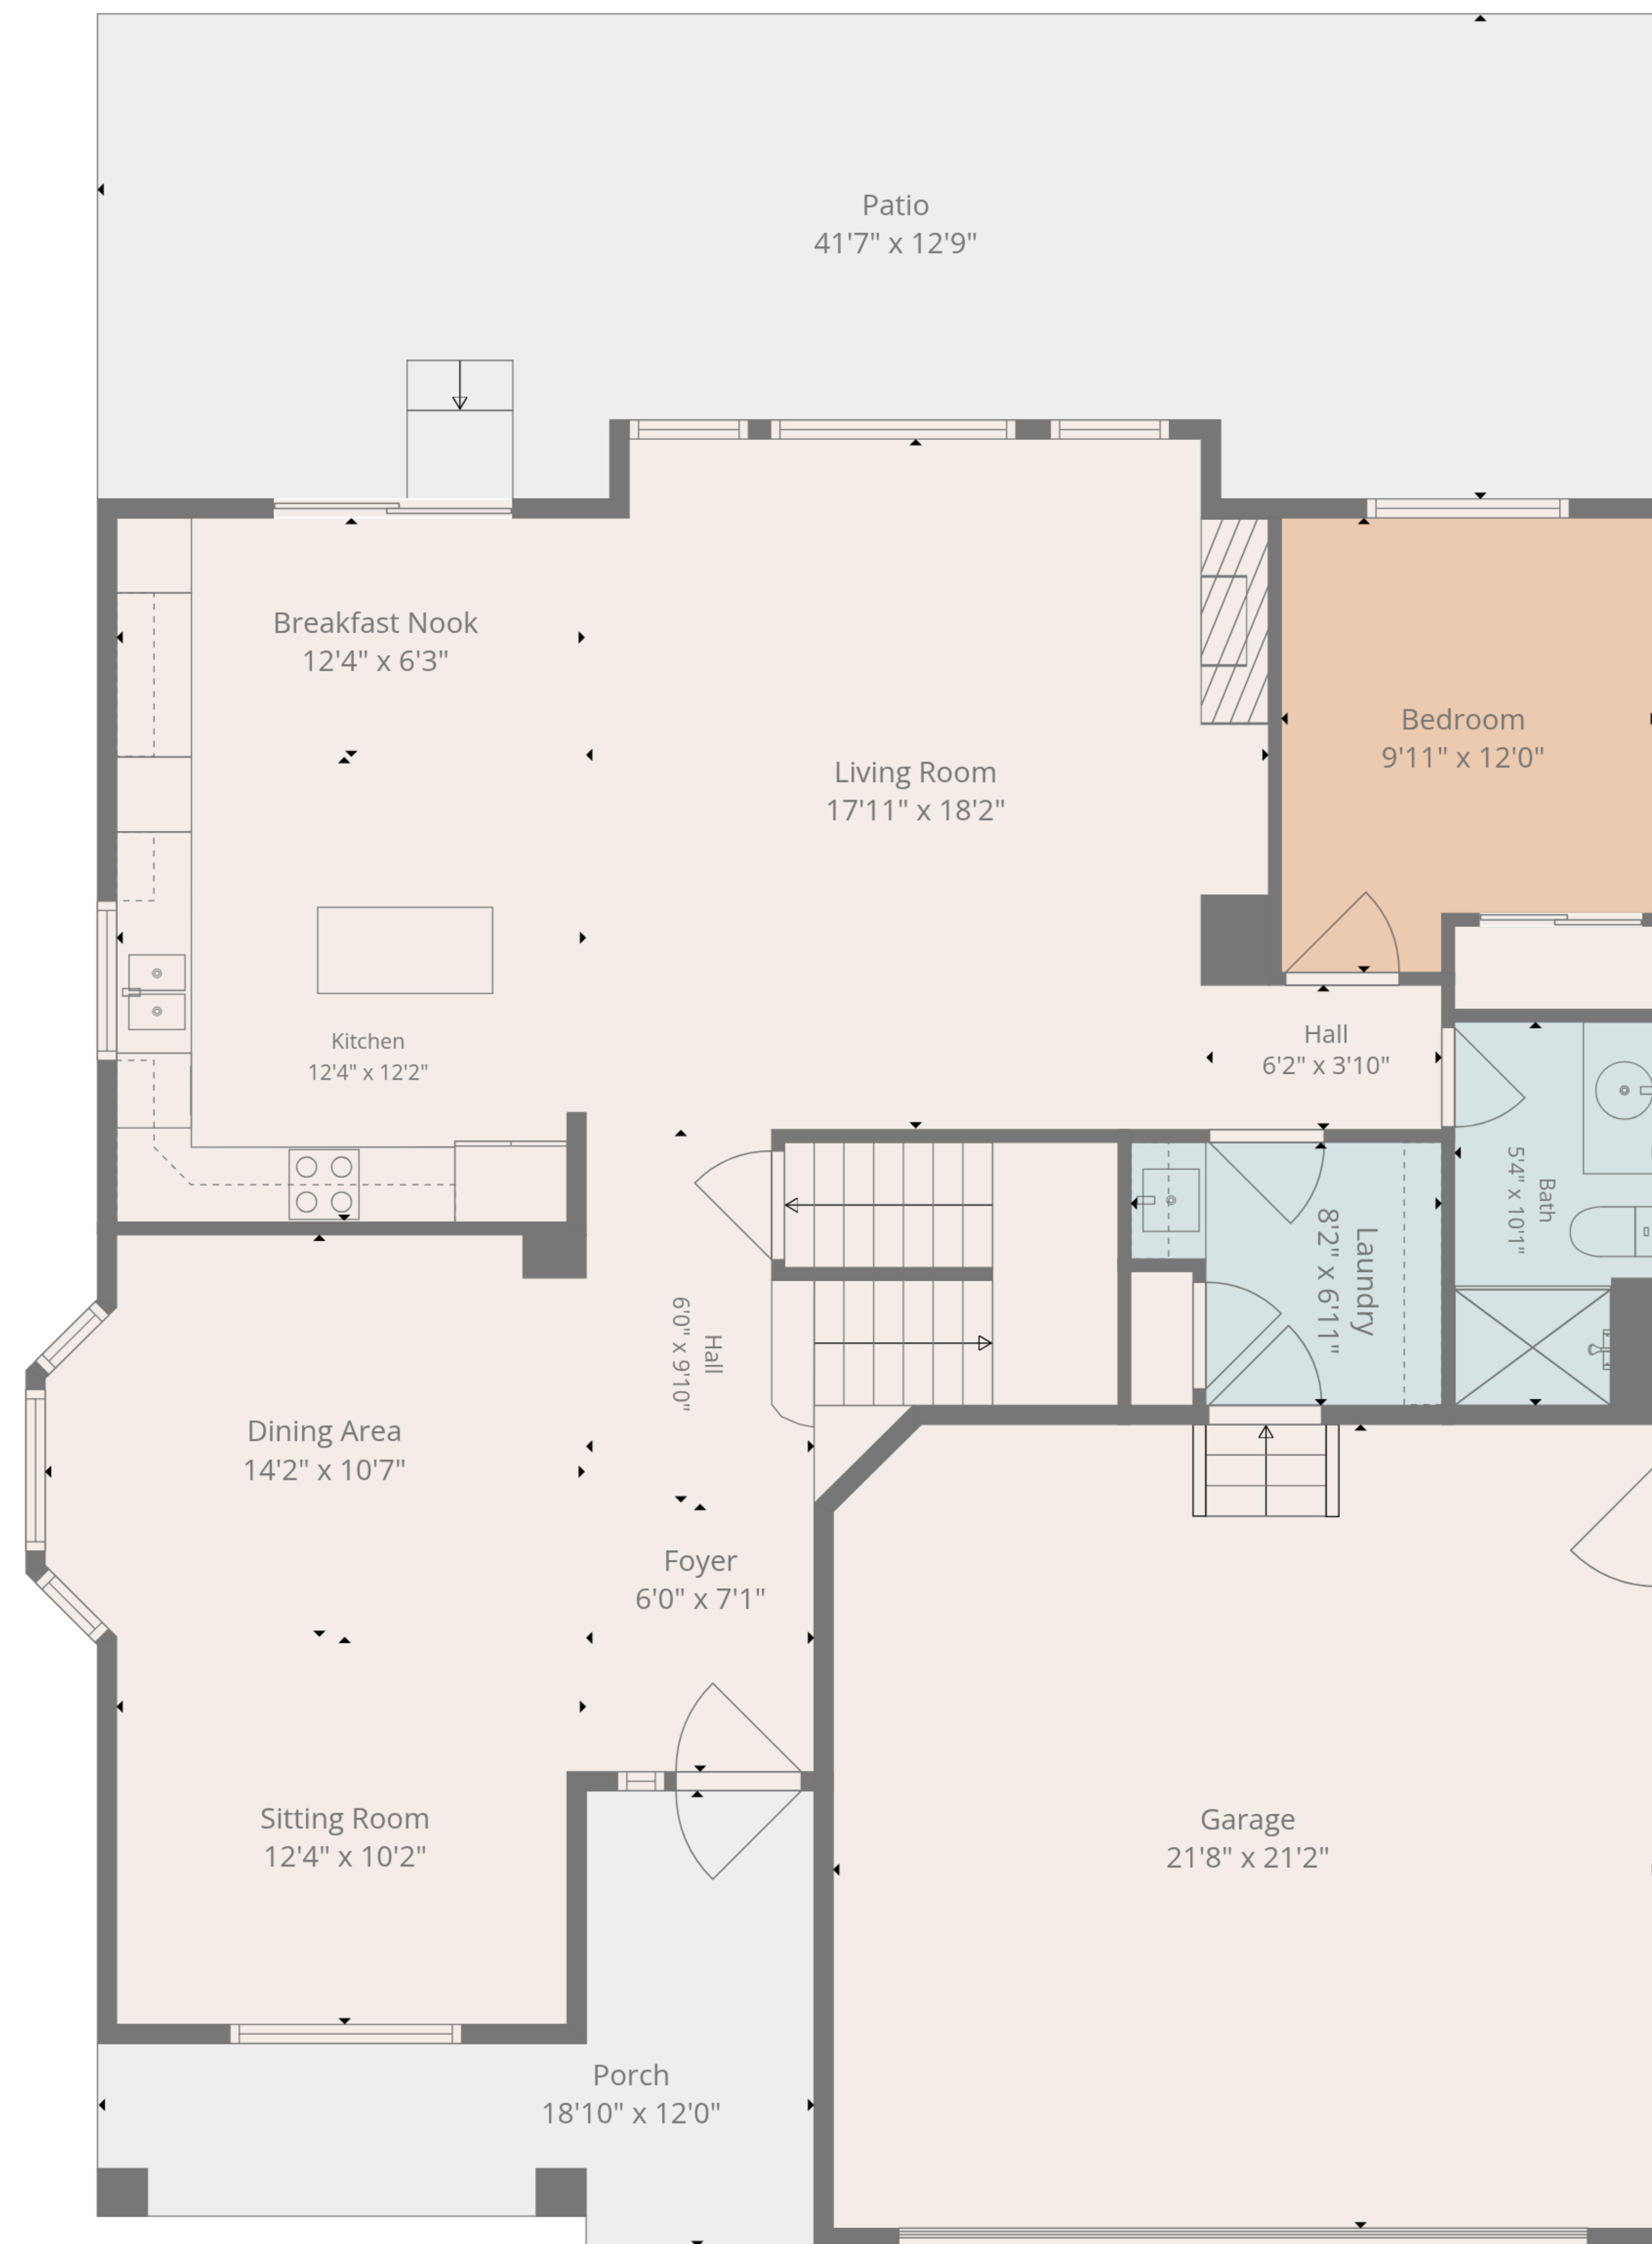 Patio
41'7" x 12'9"
Breakfast Nook
12'4" x 6'3"
Living Room
17'11" x 18'2"
Bedroom
9'11" x 12'0"
Kitchen
12'4" x 12'2"
Hall
6'2" x 3'10"
Bath
5'4" x 10'1"
Laundry
8'2" x 6'11"
Hall
6'0" x 9'10"
Dining Area
14'2" x 10'7"
Foyer
6'0" x 7'1"
Sitting Room
12'4" x 10'2"
Garage
21'8" x 21'2"
Porch
18'10" x 12'0"